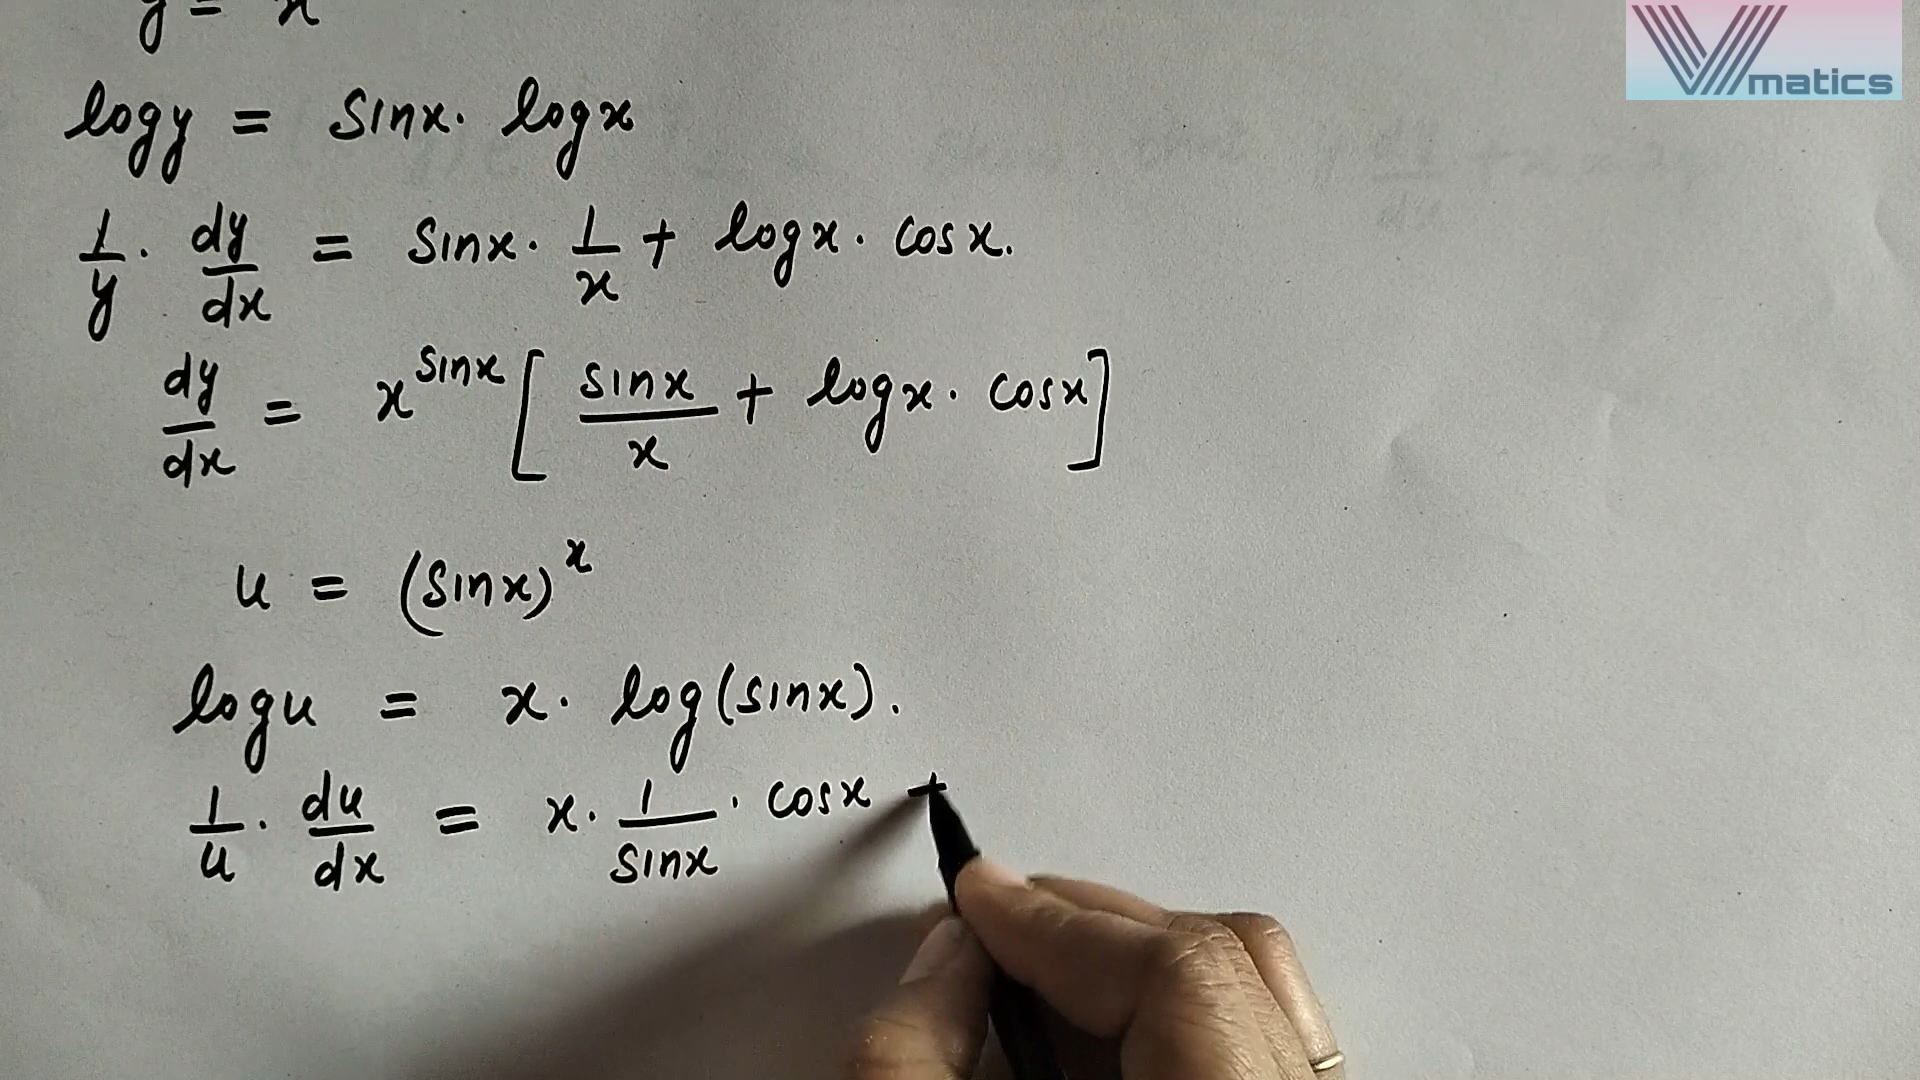 y = x
logy = sinx. logx
1/y . dy/dx = sinx. 1/x + logx. cosx.
dy/dx = x^sinx [ sinx/x + logx. cosx ]
u = (sinx)^x
logu = x. log(sinx).
1/u . du/dx = x. 1/sinx . cosx +
Vmatics